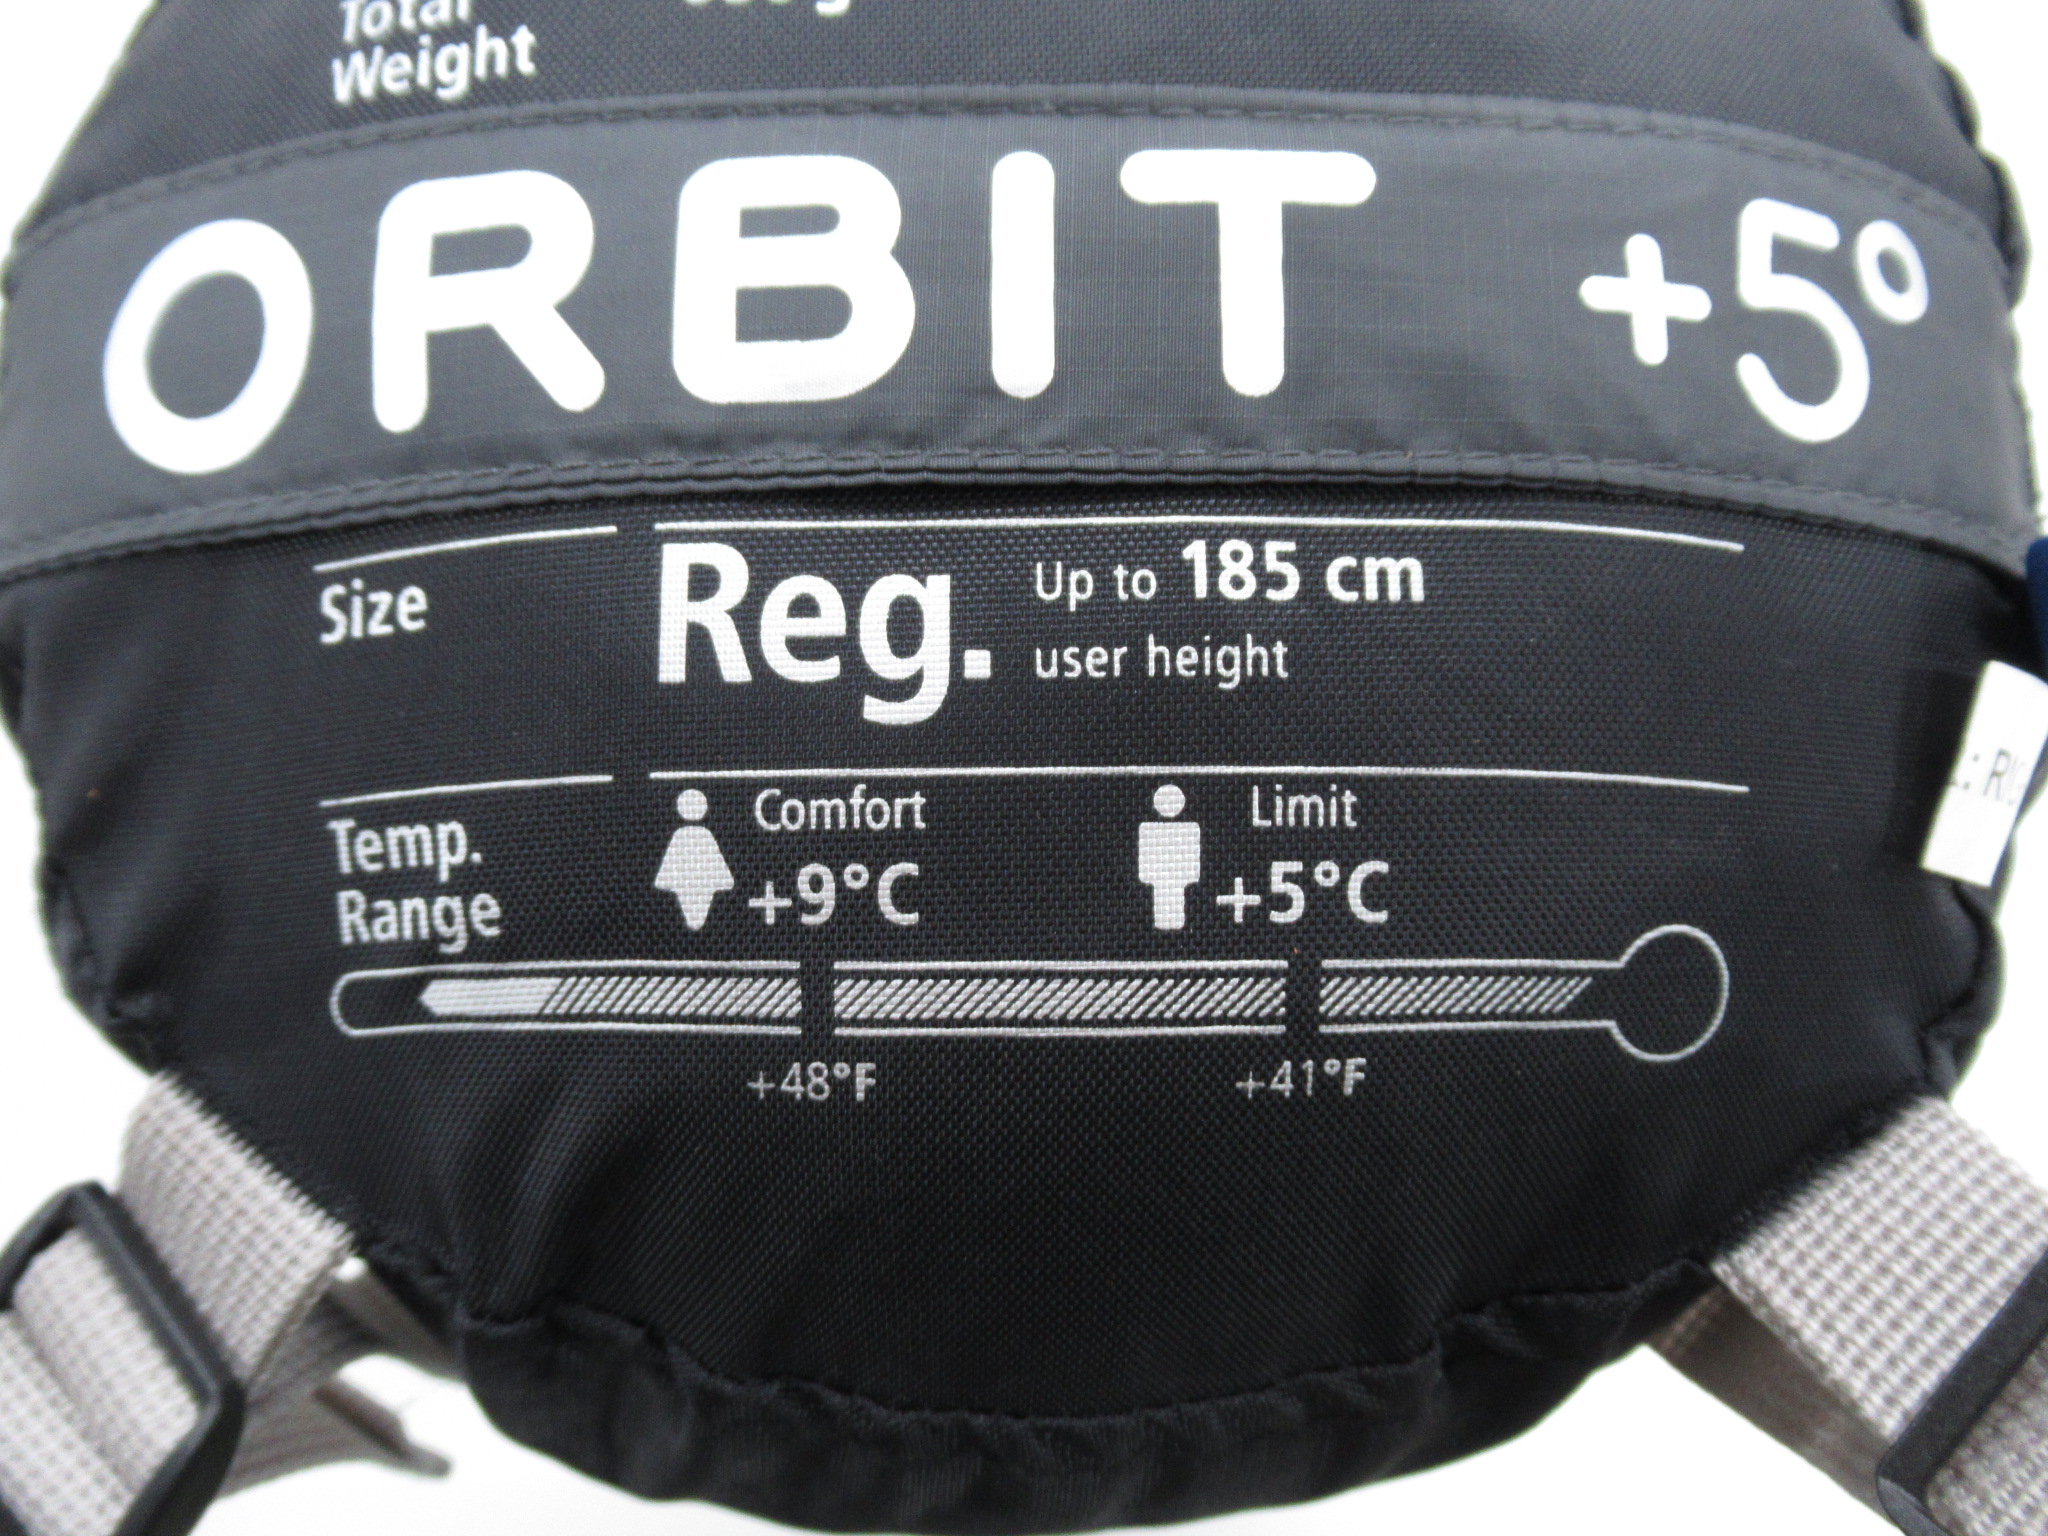 Total
Weight
ORBIT +5°
Size
Reg. Up to 185 cm
user height
Temp.
Range
Comfort
+9°C
Limit
+5°C
+48°F
+41°F